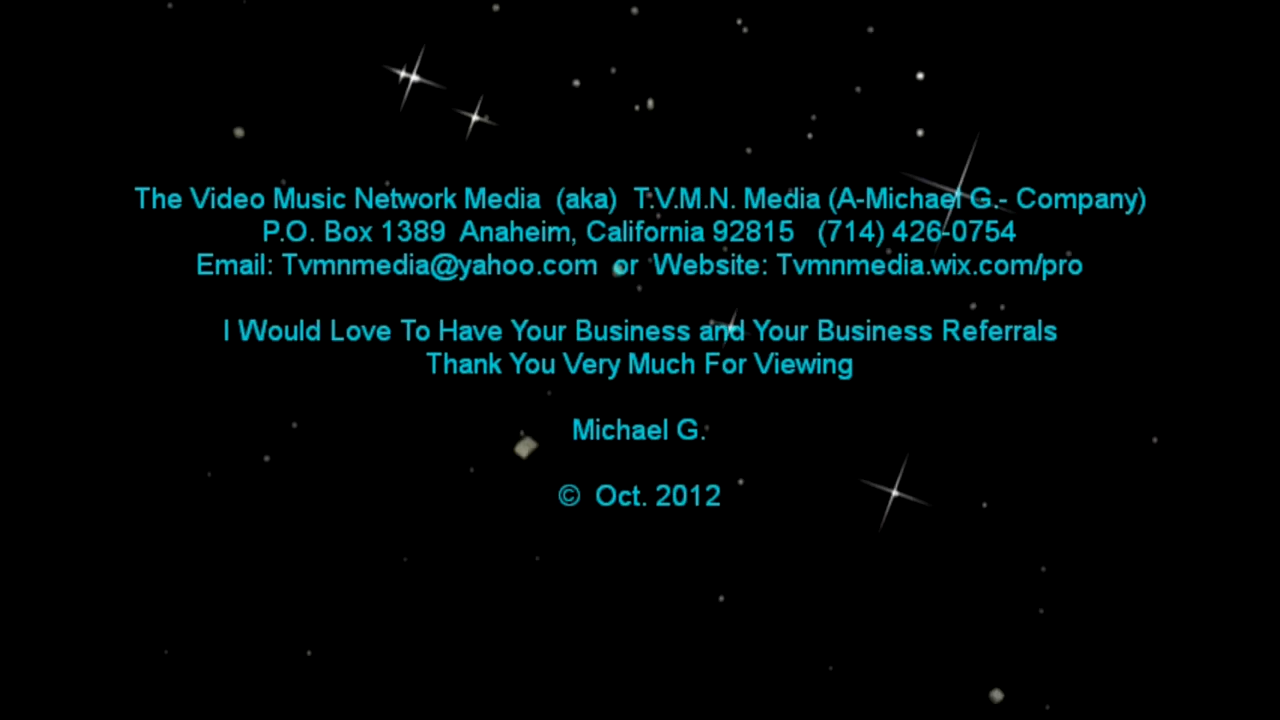 The Video Music Network Media (aka) T.V.M.N. Media (A-Michael G.- Company)
P.O. Box 1389 Anaheim, California 92815 (714) 426-0754
Email: Tvmnmedia@yahoo.com or Website: Tvmnmedia.wix.com/pro
I Would Love To Have Your Business and Your Business Referrals
Thank You Very Much For Viewing
Michael G.
© Oct. 2012